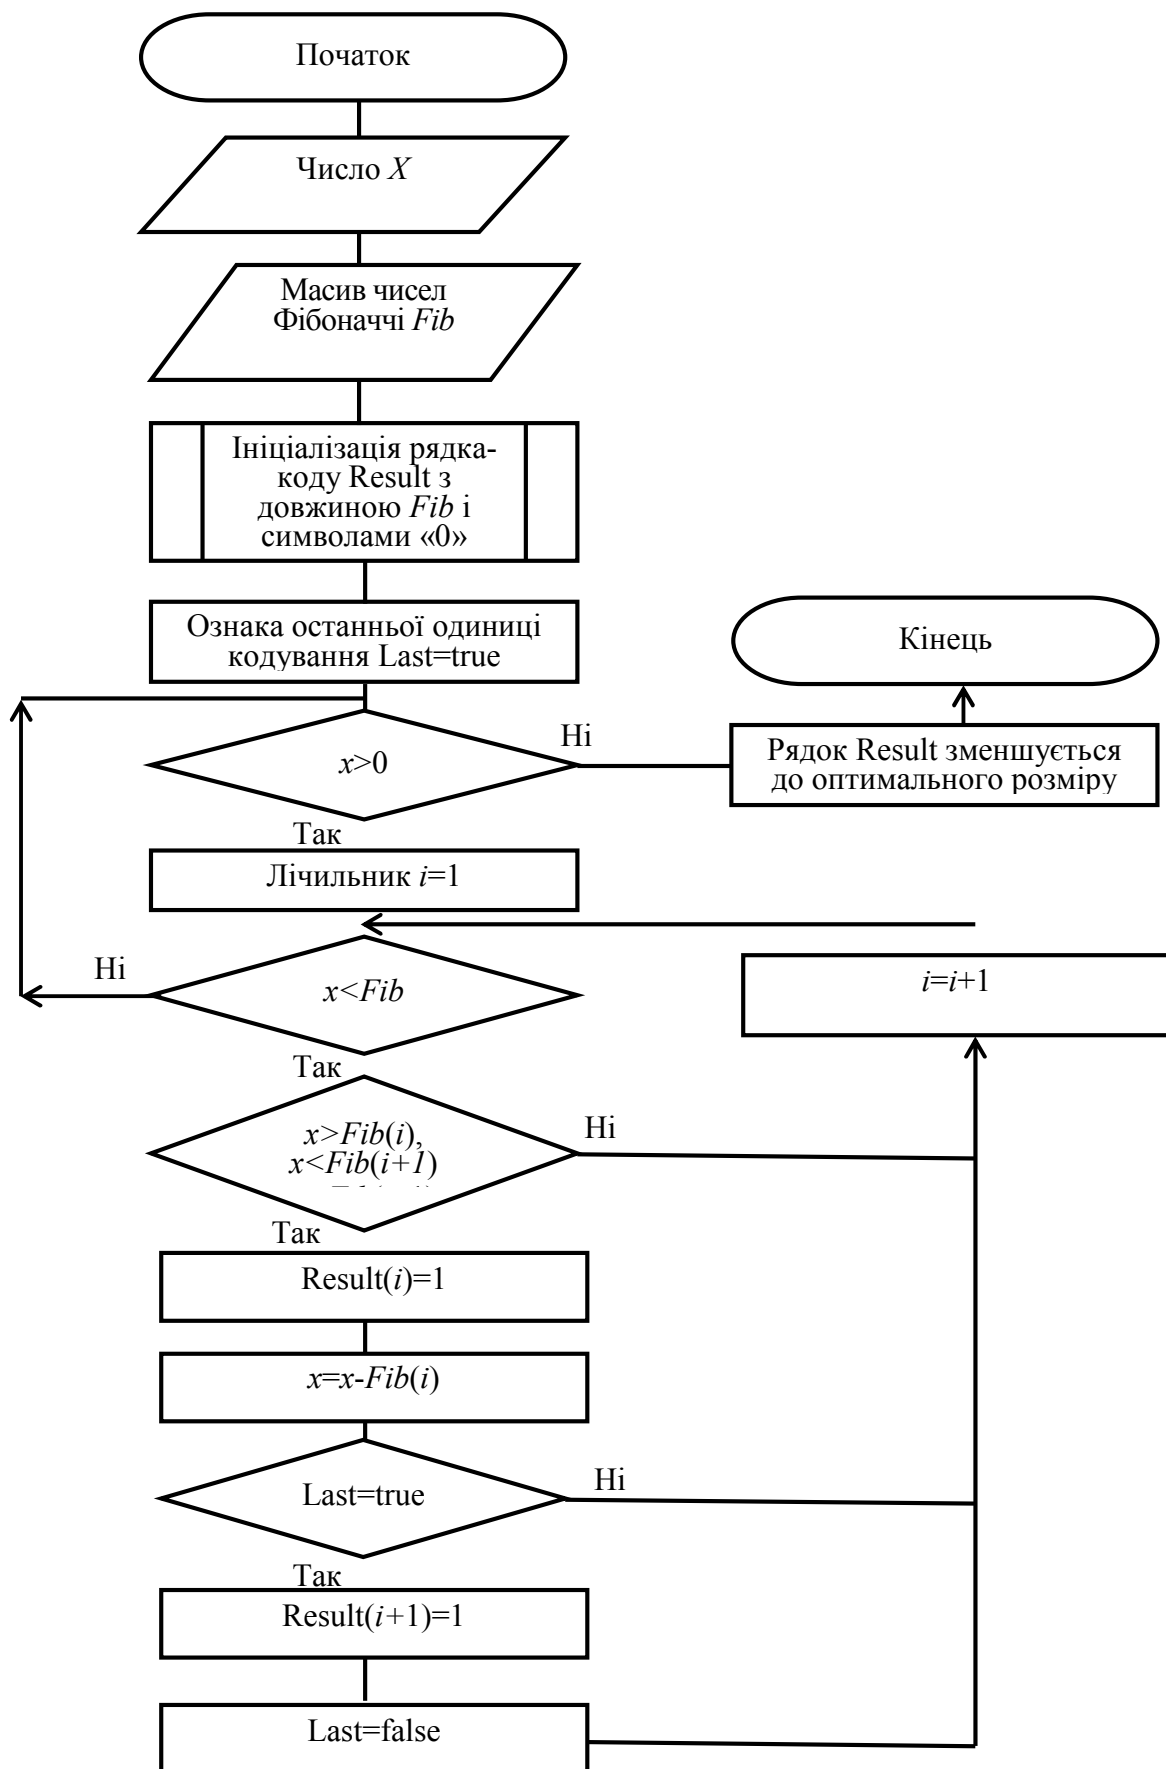 Початок
Число X
Масив чисел
Фібоначчі Fib
Ініціалізація рядка-
коду Result з
довжиною Fib і
символами «0»
Ознака останньої одиниці
кодування Last=true
x>0
Ні
Рядок Result зменшується
до оптимального розміру
Кінець
Так
Лічильник i=1
x<Fib
Ні
i=i+1
Так
x>Fib(i),
x<Fib(i+1)
Ні
Так
Result(i)=1
x=x-Fib(i)
Last=true
Ні
Так
Result(i+1)=1
Last=false